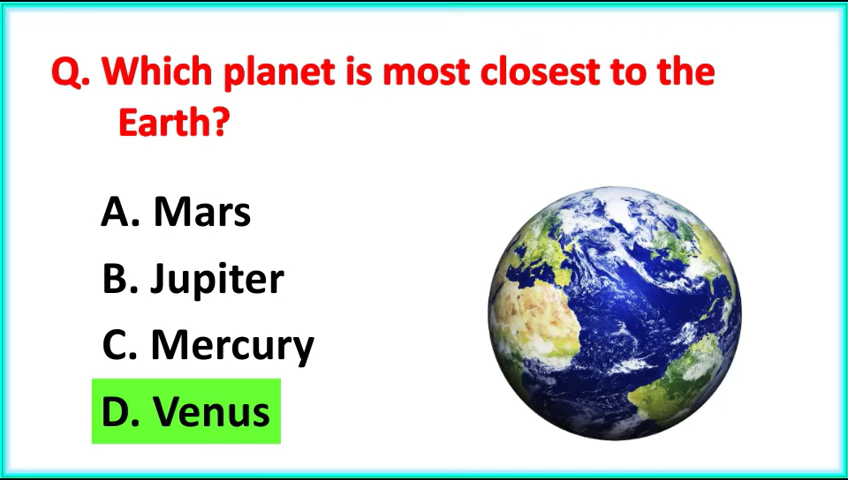 Q. Which planet is most closest to the
Earth?
A. Mars
B. Jupiter
C. Mercury
D. Venus